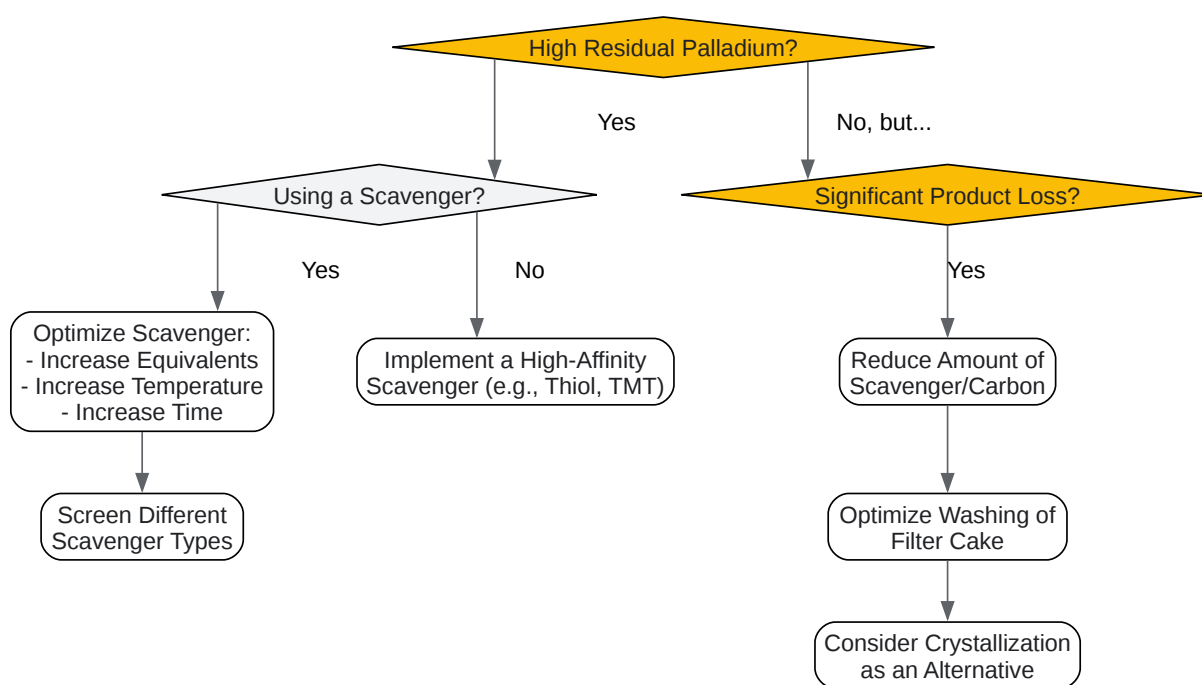 High Residual Palladium?
Yes
No, but...
Using a Scavenger?
Significant Product Loss?
Yes
No
Yes
Optimize Scavenger:
- Increase Equivalents
- Increase Temperature
- Increase Time
Implement a High-Affinity
Scavenger (e.g., Thiol, TMT)
Reduce Amount of
Scavenger/Carbon
Screen Different
Scavenger Types
Optimize Washing of
Filter Cake
Consider Crystallization
as an Alternative